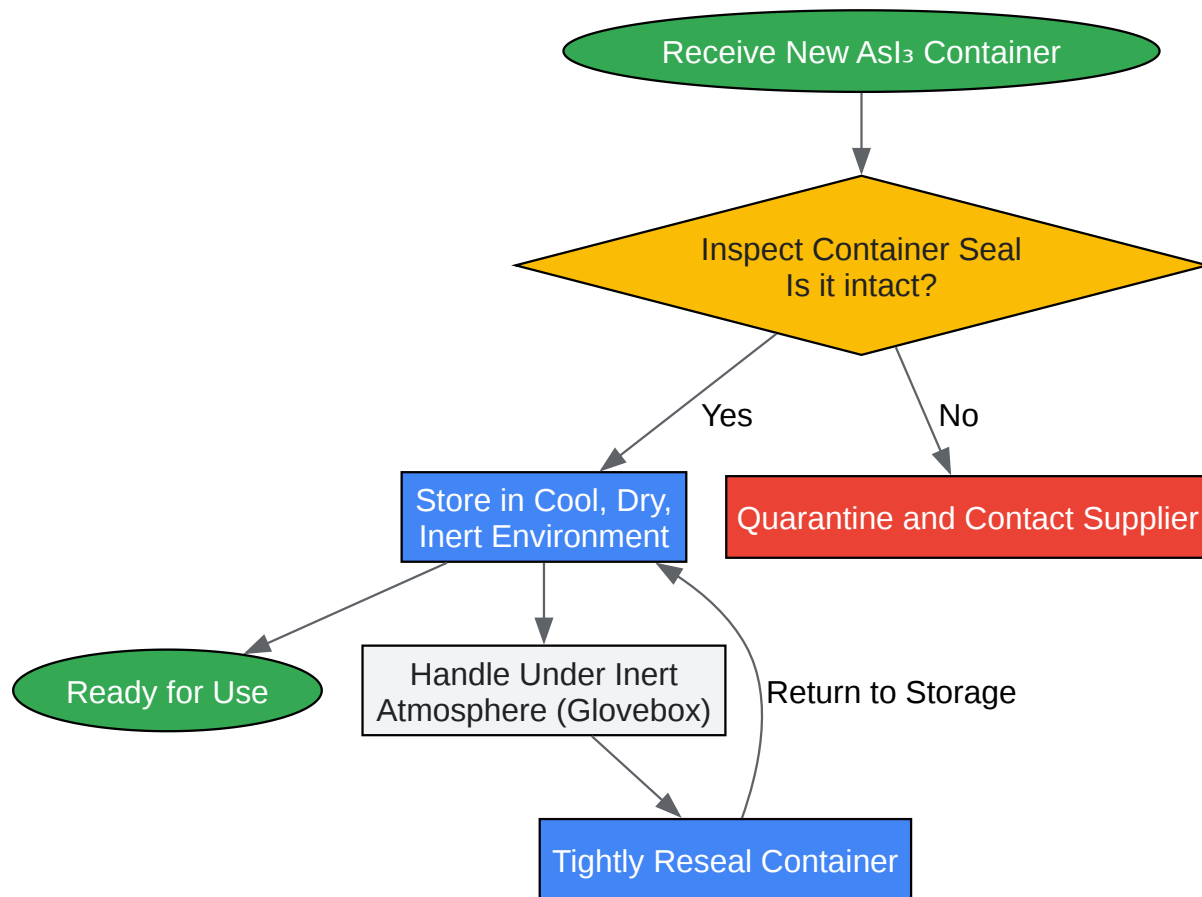 Receive New AsI₃ Container
Inspect Container Seal
Is it intact?
Yes
No
Store in Cool, Dry,
Inert Environment
Quarantine and Contact Supplier
Ready for Use
Handle Under Inert
Atmosphere (Glovebox)
Return to Storage
Tightly Reseal Container